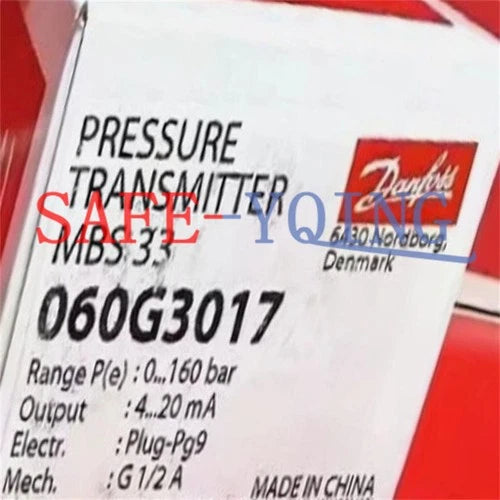 PRESSURE
TRANSMITTER
SAFE-YQING
MBS 33
Danfoss
6430 Nordborg,
Denmark
060G3017
Range P(e) : 0...160 bar
Output : 4...20 mA
Electr. : Plug-Pg9
Mech. : G 1/2 A
MADE IN CHINA